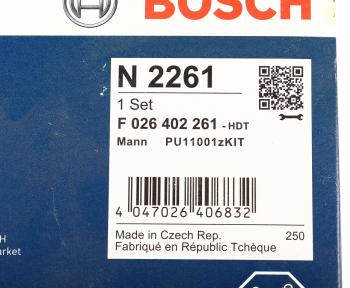 BOSCH
N 2261
1 Set
F 026 402 261 - HDT
Mann PU11001zKIT
4 047026 406832
Made in Czech Rep. 250
Fabriqué en République Tchèque
H
arket